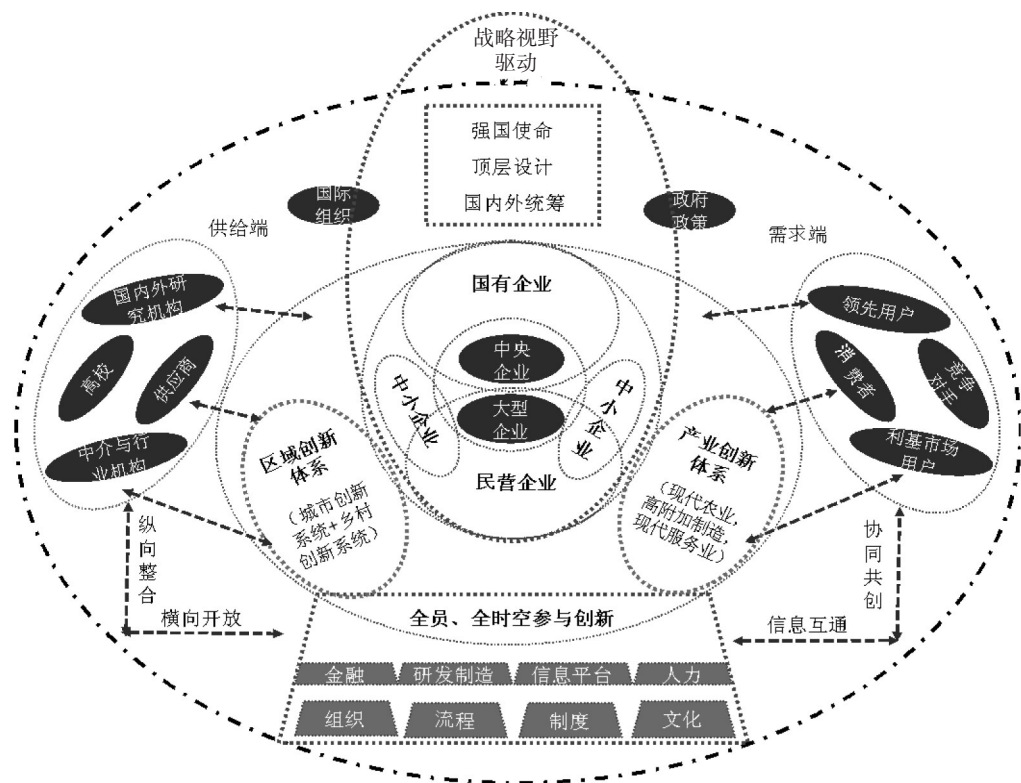 战略视野
驱动
强国使命
顶层设计
国内外统筹
国际
组织
政府
政策
供给端
需求端
国内外研
究机构
高校
供应商
中介与行
业机构
国有企业
中央
企业
大型
企业
中小企业
中小企业
民营企业
领先用户
消费者
竞争
对手
利基市场
用户
区域创新
体系
（城市创新
系统+乡村
创新系统）
产业创新
体系
（现代农业，
高附加制造，
现代服务业）
纵向整合
横向开放
协同共创
信息互通
全员、全时空参与创新
金融
研发制造
信息平台
人力
组织
流程
制度
文化